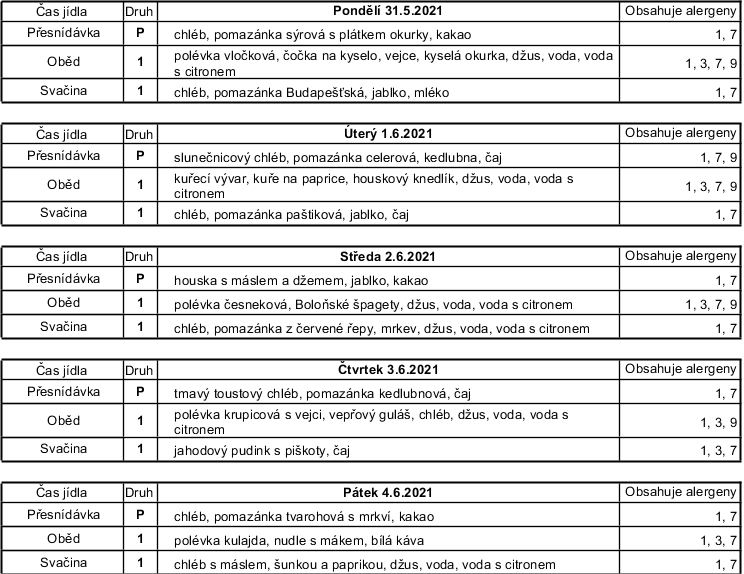 Čas jídla Druh Pondělí 31.5.2021 Obsahuje alergeny
Přesnídávka P chléb, pomazánka sýrová s plátkem okurky, kakao 1, 7
Oběd 1 polévka vločková, čočka na kyselo, vejce, kyselá okurka, džus, voda, voda
s citronem 1, 3, 7, 9
Svačina 1 chléb, pomazánka Budapešťská, jablko, mléko 1, 7
Čas jídla Druh Úterý 1.6.2021 Obsahuje alergeny
Přesnídávka P slunečnicový chléb, pomazánka celerová, kedlubna, čaj 1, 7, 9
Oběd 1 kuřecí vývar, kuře na paprice, houskový knedlík, džus, voda, voda s
citronem 1, 3, 7, 9
Svačina 1 chléb, pomazánka paštiková, jablko, čaj 1, 7
Čas jídla Druh Středa 2.6.2021 Obsahuje alergeny
Přesnídávka P houska s máslem a džemem, jablko, kakao 1, 7
Oběd 1 polévka česneková, Boloňské špagety, džus, voda, voda s citronem 1, 3, 7, 9
Svačina 1 chléb, pomazánka z červené řepy, mrkev, džus, voda, voda s citronem 1, 7
Čas jídla Druh Čtvrtek 3.6.2021 Obsahuje alergeny
Přesnídávka P tmavý toustový chléb, pomazánka kedlubnová, čaj 1, 7
Oběd 1 polévka krupicová s vejci, vepřový guláš, chléb, džus, voda, voda s
citronem 1, 3, 9
Svačina 1 jahodový pudink s piškoty, čaj 1, 3, 7
Čas jídla Druh Pátek 4.6.2021 Obsahuje alergeny
Přesnídávka P chléb, pomazánka tvarohová s mrkví, kakao 1, 7
Oběd 1 polévka kulajda, nudle s mákem, bílá káva 1, 3, 7
Svačina 1 chléb s máslem, šunkou a paprikou, džus, voda, voda s citronem 1, 7